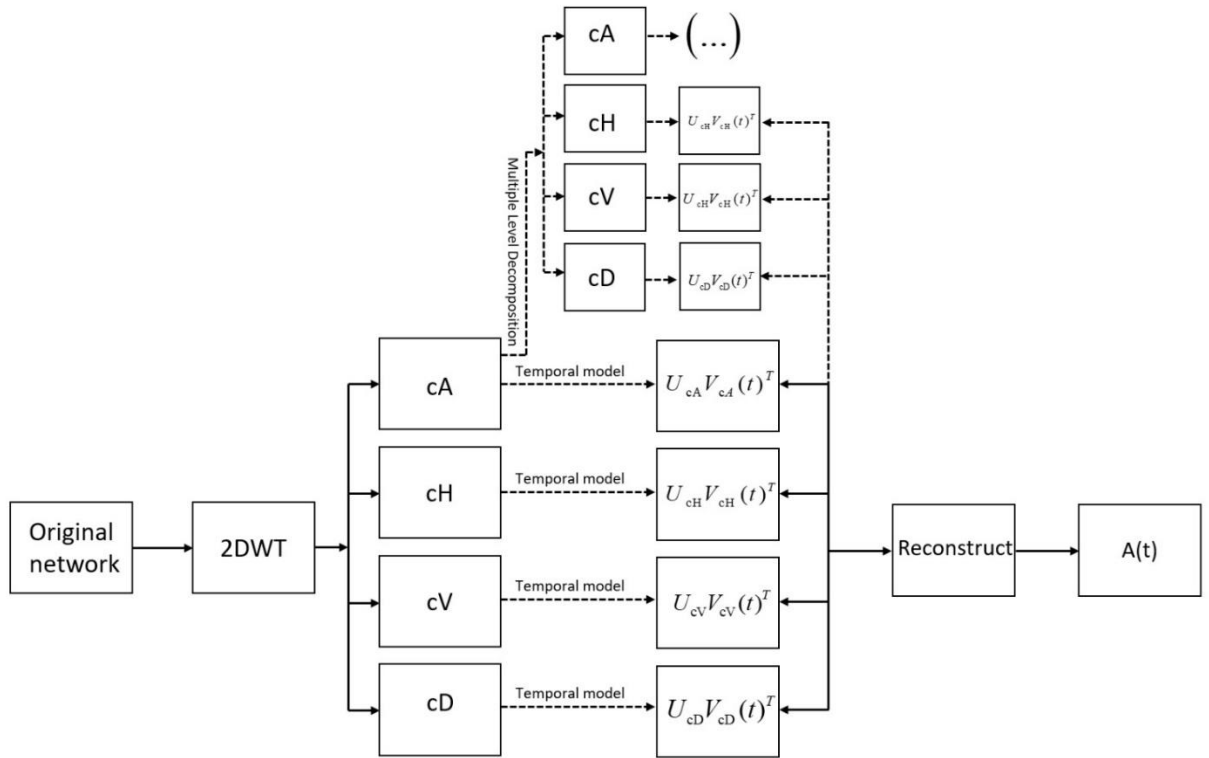 cA
(...)
cH
U_cH V_cH (t)^T
cV
U_cH V_cH (t)^T
cD
U_cD V_cD (t)^T
Multiple Level Decomposition
Original
network
2DWT
cA
Temporal model
U_cA V_cA (t)^T
cH
Temporal model
U_cH V_cH (t)^T
cV
Temporal model
U_cV V_cV (t)^T
cD
Temporal model
U_cD V_cD (t)^T
Reconstruct
A(t)